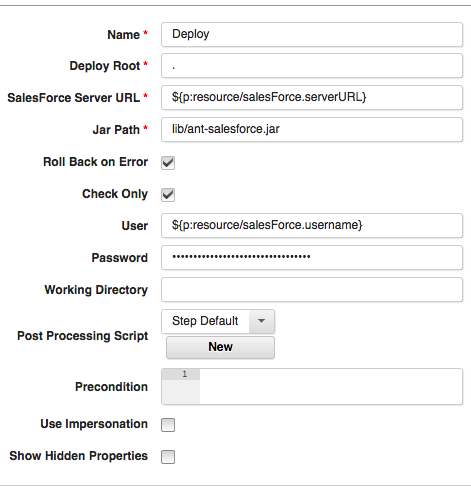 Name * Deploy
Deploy Root * .
SalesForce Server URL * ${p:resource/salesForce.serverURL}
Jar Path * lib/ant-salesforce.jar
Roll Back on Error
Check Only
User ${p:resource/salesForce.username}
Password ••••••••••••••••••••••••••••••••••
Working Directory
Post Processing Script Step Default
New
Precondition 1
Use Impersonation
Show Hidden Properties